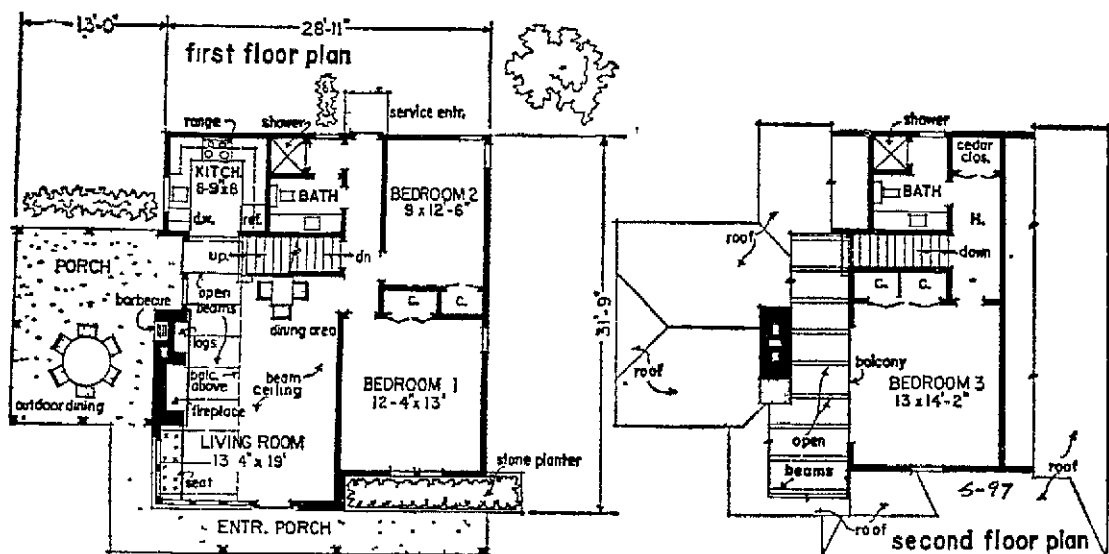 13'-0"
28'-11"
first floor plan
service entr.
range
shower
KITCH.
8-9"x8
BATH
BEDROOM 2
9 x 12'-6"
d.w.
ref.
PORCH
up.
dn
open
beams
C.
C.
barbecue
dining area
logs
31'-9"
balc.
above
beam
ceiling
BEDROOM 1
12-4"x 13'
outdoor dining
fireplace
LIVING ROOM
13 4"x 19'
stone planter
seat
ENTR. PORCH
shower
cedar
clos.
BATH
H.
roof
down
C.
C.
balcony
roof
BEDROOM 3
13 x 14'-2"
open
beams
roof
S-97
roof
second floor plan